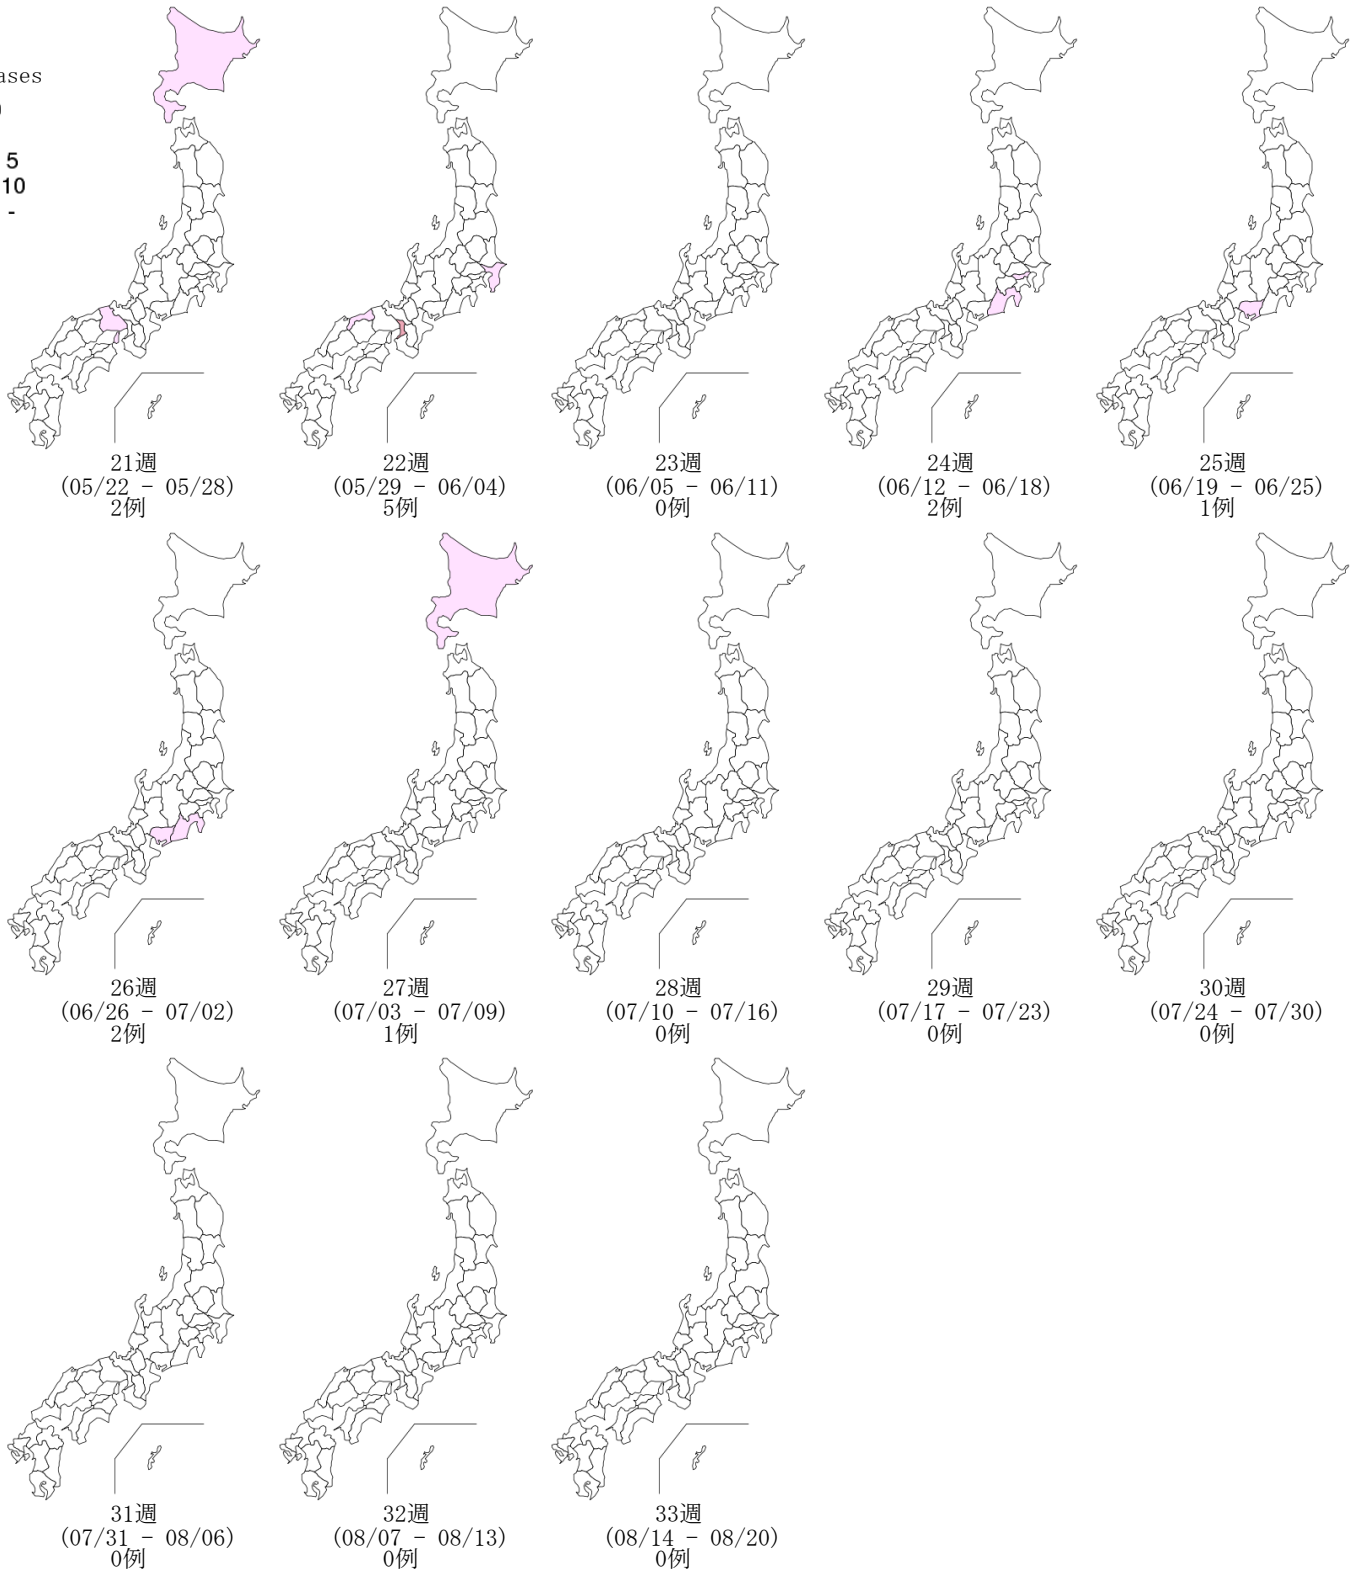 ases
5
10
-
21週
(05/22 - 05/28)
2例
22週
(05/29 - 06/04)
5例
23週
(06/05 - 06/11)
0例
24週
(06/12 - 06/18)
2例
25週
(06/19 - 06/25)
1例
26週
(06/26 - 07/02)
2例
27週
(07/03 - 07/09)
1例
28週
(07/10 - 07/16)
0例
29週
(07/17 - 07/23)
0例
30週
(07/24 - 07/30)
0例
31週
(07/31 - 08/06)
0例
32週
(08/07 - 08/13)
0例
33週
(08/14 - 08/20)
0例